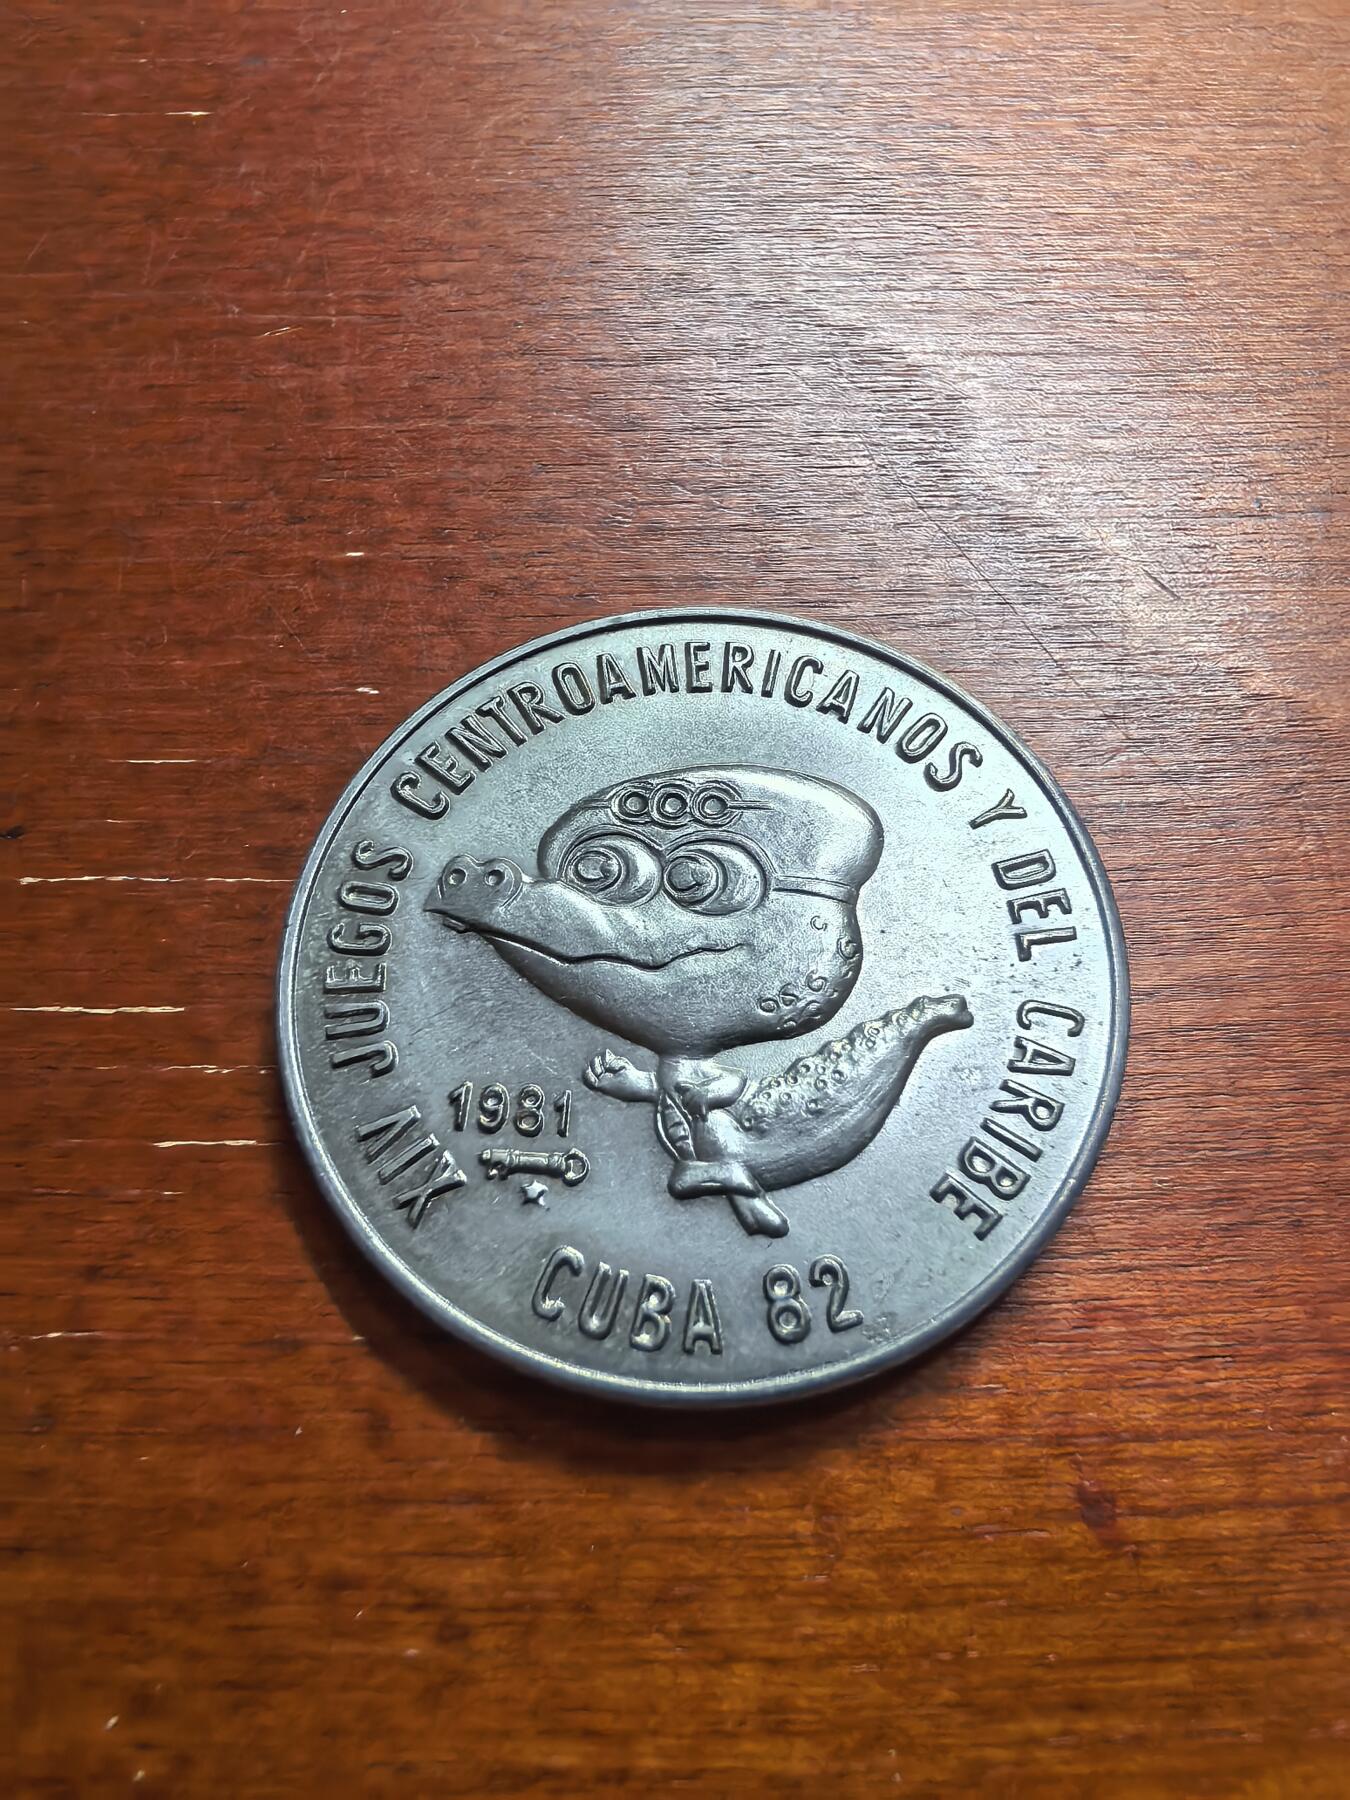 XIV JUEGOS CENTROAMERICANOS Y DEL CARIBE
1981
CUBA 82